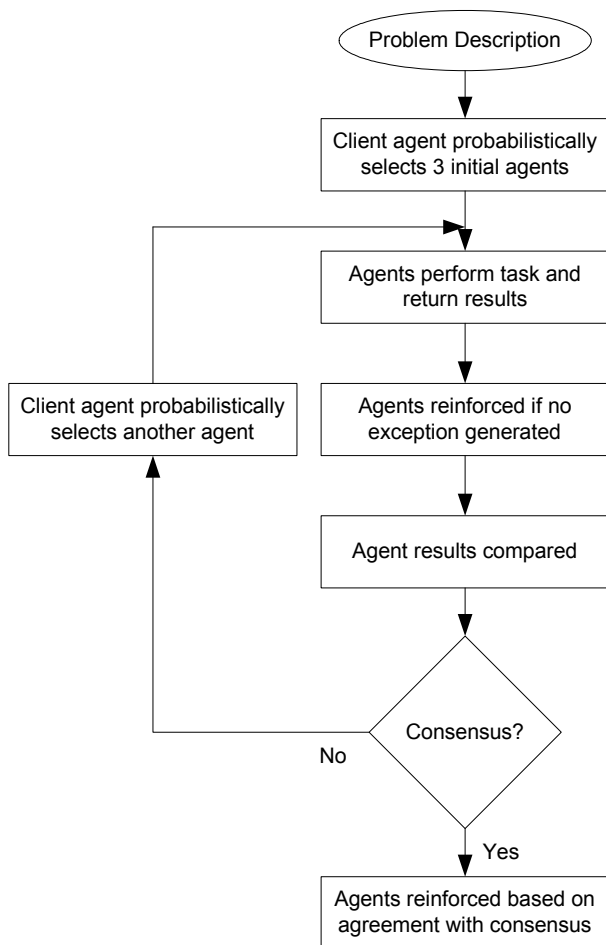 Problem Description
Client agent probabilistically
selects 3 initial agents
Agents perform task and
return results
Client agent probabilistically
selects another agent
Agents reinforced if no
exception generated
Agent results compared
Consensus?
No
Yes
Agents reinforced based on
agreement with consensus